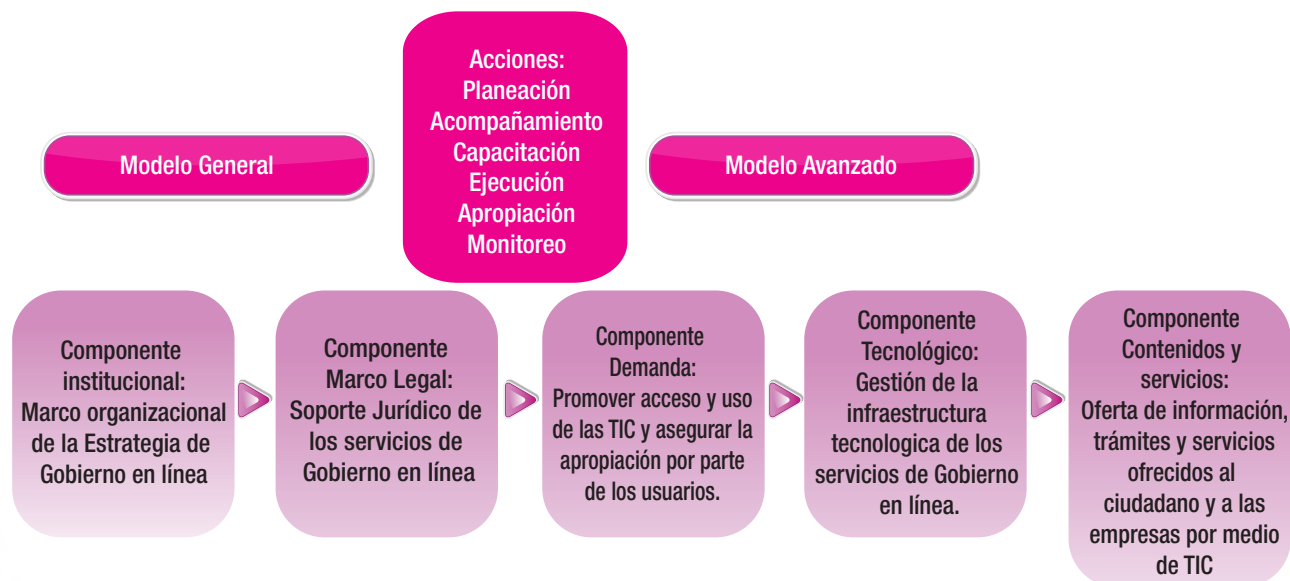 Acciones:
Planeación
Acompañamiento
Capacitación
Ejecución
Apropiación
Monitoreo
Modelo General
Modelo Avanzado
Componente
institucional:
Marco organizacional
de la Estrategia de
Gobierno en línea
Componente
Marco Legal:
Soporte Jurídico de
los servicios de
Gobierno en línea
Componente
Demanda:
Promover acceso y uso
de las TIC y asegurar la
apropiación por parte
de los usuarios.
Componente
Tecnológico:
Gestión de la
infraestructura
tecnologica de los
servicios de Gobierno
en línea.
Componente
Contenidos y
servicios:
Oferta de información,
trámites y servicios
ofrecidos al
ciudadano y a las
empresas por medio
de TIC